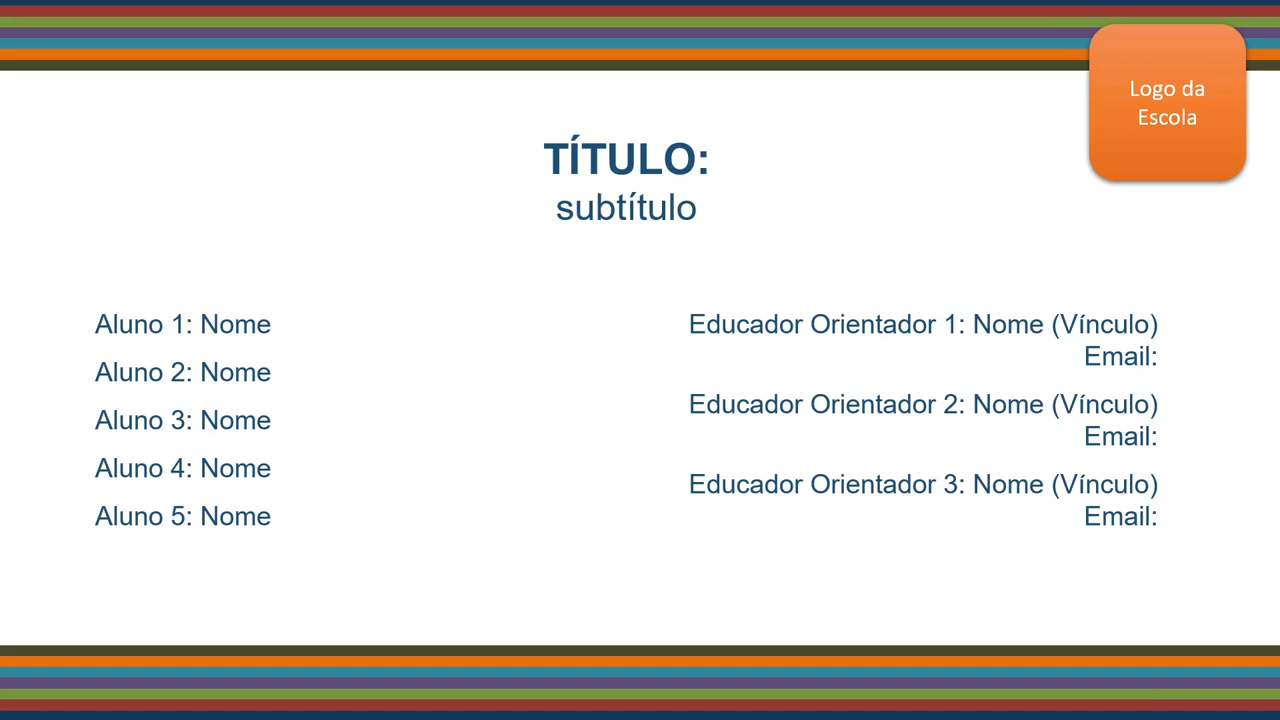 Logo da
Escola
TÍTULO:
subtítulo
Aluno 1: Nome
Aluno 2: Nome
Aluno 3: Nome
Aluno 4: Nome
Aluno 5: Nome
Educador Orientador 1: Nome (Vínculo)
Email:
Educador Orientador 2: Nome (Vínculo)
Email:
Educador Orientador 3: Nome (Vínculo)
Email: